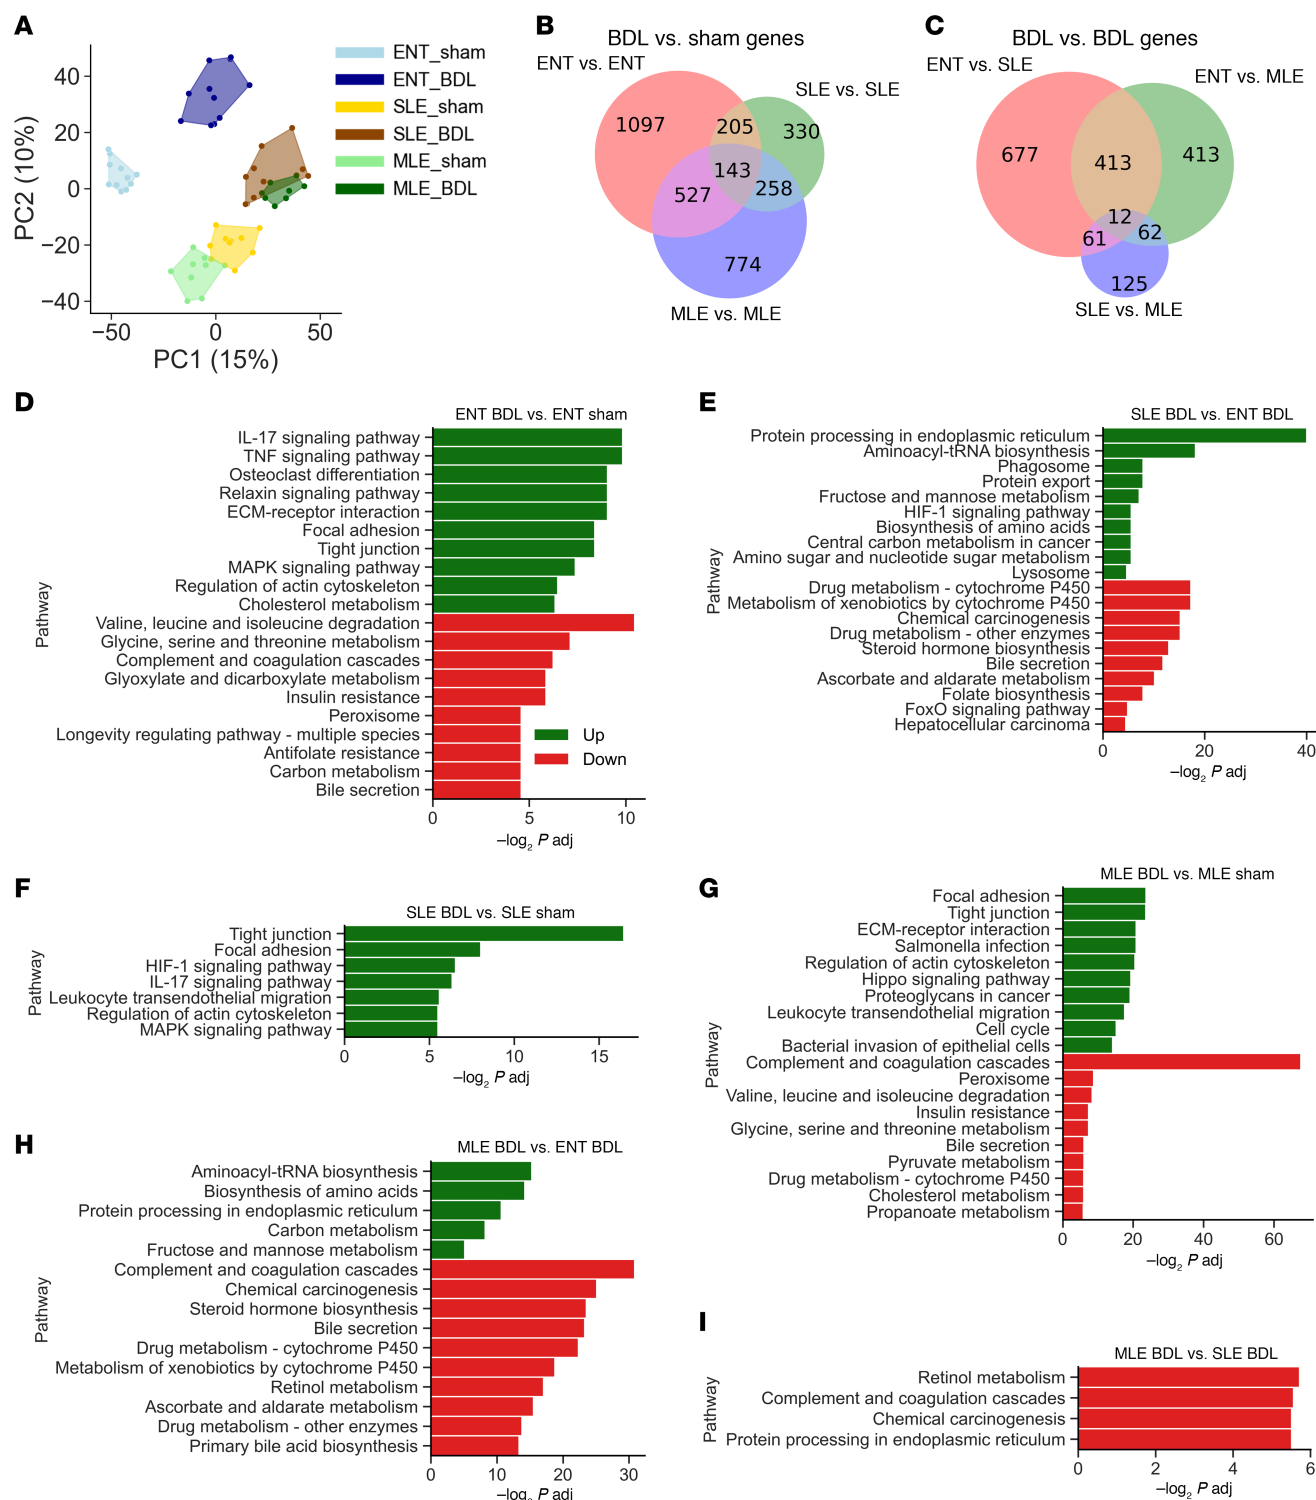 A
40
20
0
−20
−40
PC2 (10%)
−50
0
50
PC1 (15%)
ENT_sham
ENT_BDL
SLE_sham
SLE_BDL
MLE_sham
MLE_BDL
B
BDL vs. sham genes
ENT vs. ENT
SLE vs. SLE
1097
205
330
143
527
258
774
MLE vs. MLE
C
BDL vs. BDL genes
ENT vs. SLE
ENT vs. MLE
677
413
413
12
61
62
125
SLE vs. MLE
D
ENT BDL vs. ENT sham
Pathway
IL-17 signaling pathway
TNF signaling pathway
Osteoclast differentiation
Relaxin signaling pathway
ECM-receptor interaction
Focal adhesion
Tight junction
MAPK signaling pathway
Regulation of actin cytoskeleton
Cholesterol metabolism
Valine, leucine and isoleucine degradation
Glycine, serine and threonine metabolism
Complement and coagulation cascades
Glyoxylate and dicarboxylate metabolism
Insulin resistance
Peroxisome
Longevity regulating pathway - multiple species
Antifolate resistance
Carbon metabolism
Bile secretion
Up
Down
0
5
10
−log2 P adj
E
SLE BDL vs. ENT BDL
Pathway
Protein processing in endoplasmic reticulum
Aminoacyl-tRNA biosynthesis
Phagosome
Protein export
Fructose and mannose metabolism
HIF-1 signaling pathway
Biosynthesis of amino acids
Central carbon metabolism in cancer
Amino sugar and nucleotide sugar metabolism
Lysosome
Drug metabolism - cytochrome P450
Metabolism of xenobiotics by cytochrome P450
Chemical carcinogenesis
Drug metabolism - other enzymes
Steroid hormone biosynthesis
Bile secretion
Ascorbate and aldarate metabolism
Folate biosynthesis
FoxO signaling pathway
Hepatocellular carcinoma
0
20
40
−log2 P adj
F
SLE BDL vs. SLE sham
Pathway
Tight junction
Focal adhesion
HIF-1 signaling pathway
IL-17 signaling pathway
Leukocyte transendothelial migration
Regulation of actin cytoskeleton
MAPK signaling pathway
0
5
10
15
−log2 P adj
G
MLE BDL vs. MLE sham
Pathway
Focal adhesion
Tight junction
ECM-receptor interaction
Salmonella infection
Regulation of actin cytoskeleton
Hippo signaling pathway
Proteoglycans in cancer
Leukocyte transendothelial migration
Cell cycle
Bacterial invasion of epithelial cells
Complement and coagulation cascades
Peroxisome
Valine, leucine and isoleucine degradation
Insulin resistance
Glycine, serine and threonine metabolism
Bile secretion
Pyruvate metabolism
Drug metabolism - cytochrome P450
Cholesterol metabolism
Propanoate metabolism
0
20
40
60
−log2 P adj
H
MLE BDL vs. ENT BDL
Pathway
Aminoacyl-tRNA biosynthesis
Biosynthesis of amino acids
Protein processing in endoplasmic reticulum
Carbon metabolism
Fructose and mannose metabolism
Complement and coagulation cascades
Chemical carcinogenesis
Steroid hormone biosynthesis
Bile secretion
Drug metabolism - cytochrome P450
Metabolism of xenobiotics by cytochrome P450
Retinol metabolism
Ascorbate and aldarate metabolism
Drug metabolism - other enzymes
Primary bile acid biosynthesis
0
10
20
30
−log2 P adj
I
MLE BDL vs. SLE BDL
Pathway
Retinol metabolism
Complement and coagulation cascades
Chemical carcinogenesis
Protein processing in endoplasmic reticulum
0
2
4
6
−log2 P adj